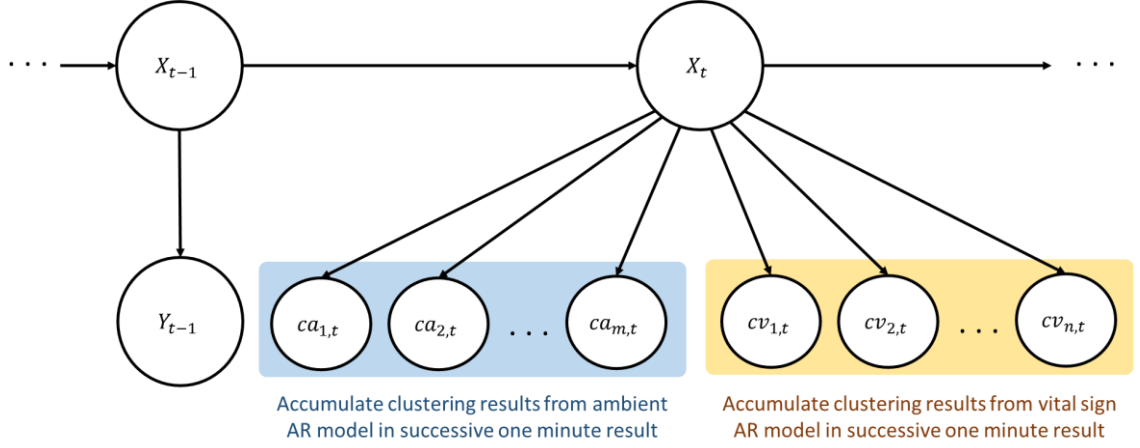 · · ·
X_{t−1}
X_t
· · ·
Y_{t−1}
ca_{1,t}
ca_{2,t}
· · ·
ca_{m,t}
cv_{1,t}
cv_{2,t}
· · ·
cv_{n,t}
Accumulate clustering results from ambient
AR model in successive one minute result
Accumulate clustering results from vital sign
AR model in successive one minute result